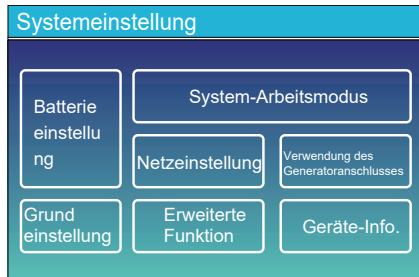 Systemeinstellung
Batterie
einstellu
ng
System-Arbeitsmodus
Netzeinstellung
Verwendung des
Generatoranschlusses
Grund
einstellung
Erweiterte
Funktion
Geräte-Info.